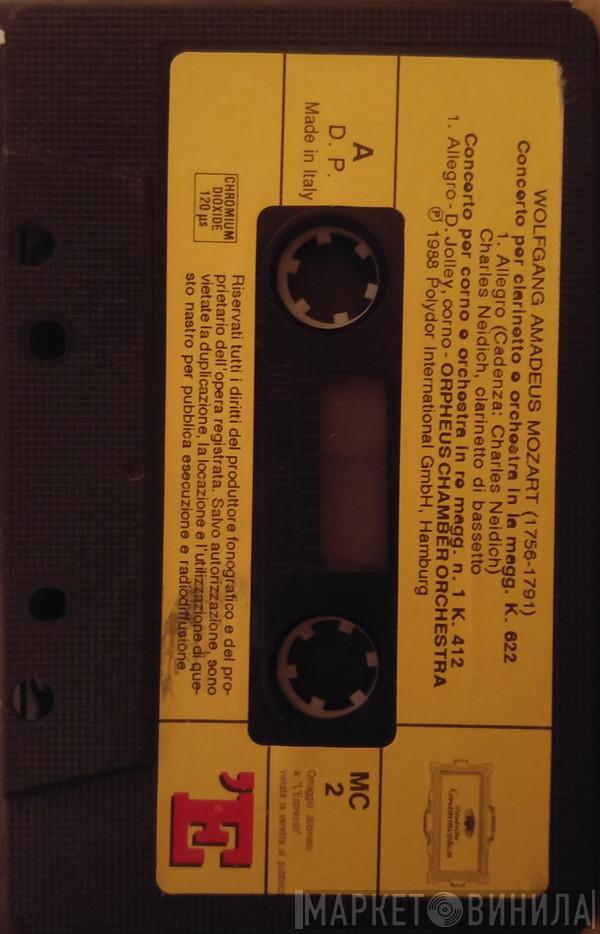 WOLFGANG AMADEUS MOZART (1756-1791)
Concerto per clarinetto e orchestra in la magg. K. 622
1. Allegro (Cadenza: Charles Neidich)
Charles Neidich, clarinetto di bassetto
Concerto per corno e orchestra in re magg. n. 1 K. 412
1. Allegro - D. Jolley, corno - ORPHEUS CHAMBER ORCHESTRA
Ⓟ 1988 Polydor International GmbH, Hamburg
Deutsche
Grammophon
A
D. P.
Made in Italy
MC
2
Omaggio abbinato
a "L'Espresso"
vietata la vendita al pubblico
CHROMIUM
DIOXIDE
120 µs
Riservati tutti i diritti del produttore fonografico e del pro-
prietario dell'opera registrata. Salvo autorizzazione, sono
vietate la duplicazione, la locazione e l'utilizzazione di que-
sto nastro per pubblica esecuzione e radiodiffusione.
'E
МАРКЕТ ВИНИЛА